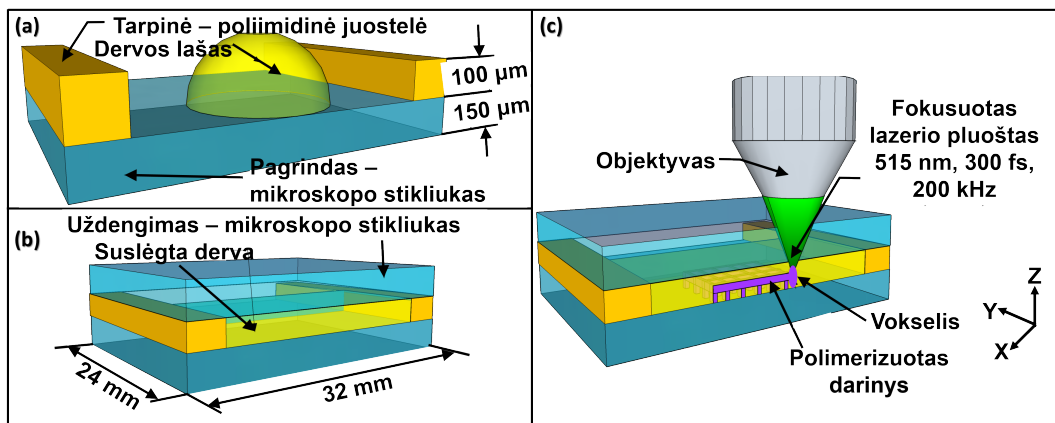 (a)
Tarpinė – poliimidinė juostelė
Dervos lašas
100 µm
150 µm
Pagrindas –
mikroskopo stikliukas
(b)
Uždengimas – mikroskopo stikliukas
Suslėgta derva
24 mm
32 mm
(c)
Objektyvas
Fokusuotas
lazerio pluoštas
515 nm, 300 fs,
200 kHz
Vokselis
Polimerizuotas
darinys
Z
Y
X